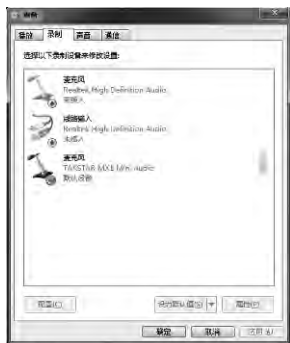 声音
播放 录制 声音 通信
选择以下录制设备来修改设置:
麦克风
Realtek High Definition Audio
未插入
线路输入
Realtek High Definition Audio
未插入
麦克风
TAKSTAR MX1 Mini Audio
默认设备
配置(C) 设为默认值(S) 属性(P)
确定 取消 应用(A)